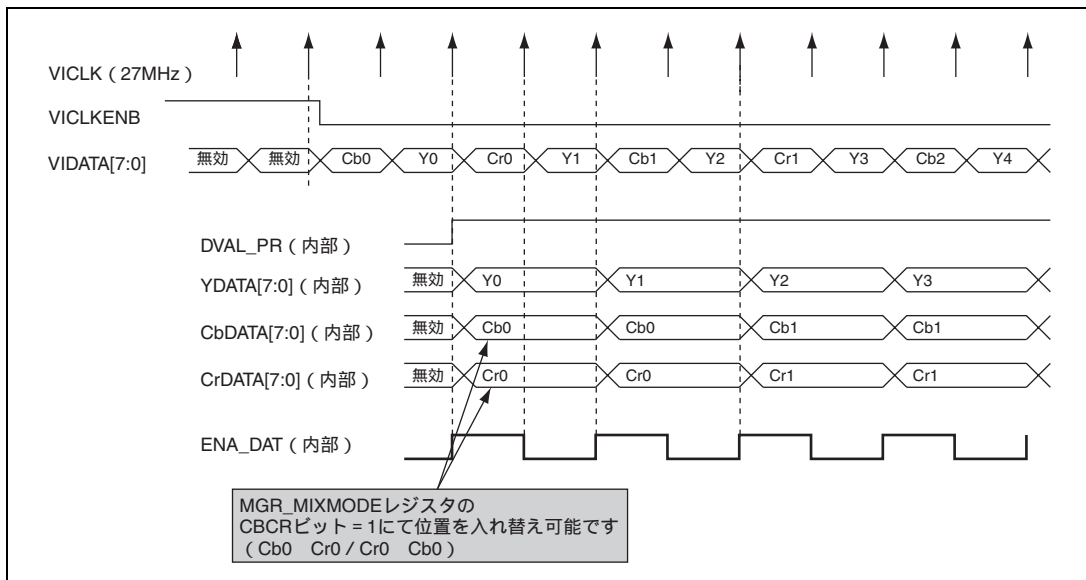 VICLK（27MHz）
VICLKENB
VIDATA[7:0] 無効 無効 Cb0 Y0 Cr0 Y1 Cb1 Y2 Cr1 Y3 Cb2 Y4
DVAL_PR（内部）
YDATA[7:0]（内部） 無効 Y0 Y1 Y2 Y3
CbDATA[7:0]（内部） 無効 Cb0 Cb0 Cb1 Cb1
CrDATA[7:0]（内部） 無効 Cr0 Cr0 Cr1 Cr1
ENA_DAT（内部）
MGR_MIXMODEレジスタの
CBCRビット = 1にて位置を入れ替え可能です
（Cb0 Cr0 / Cr0 Cb0）